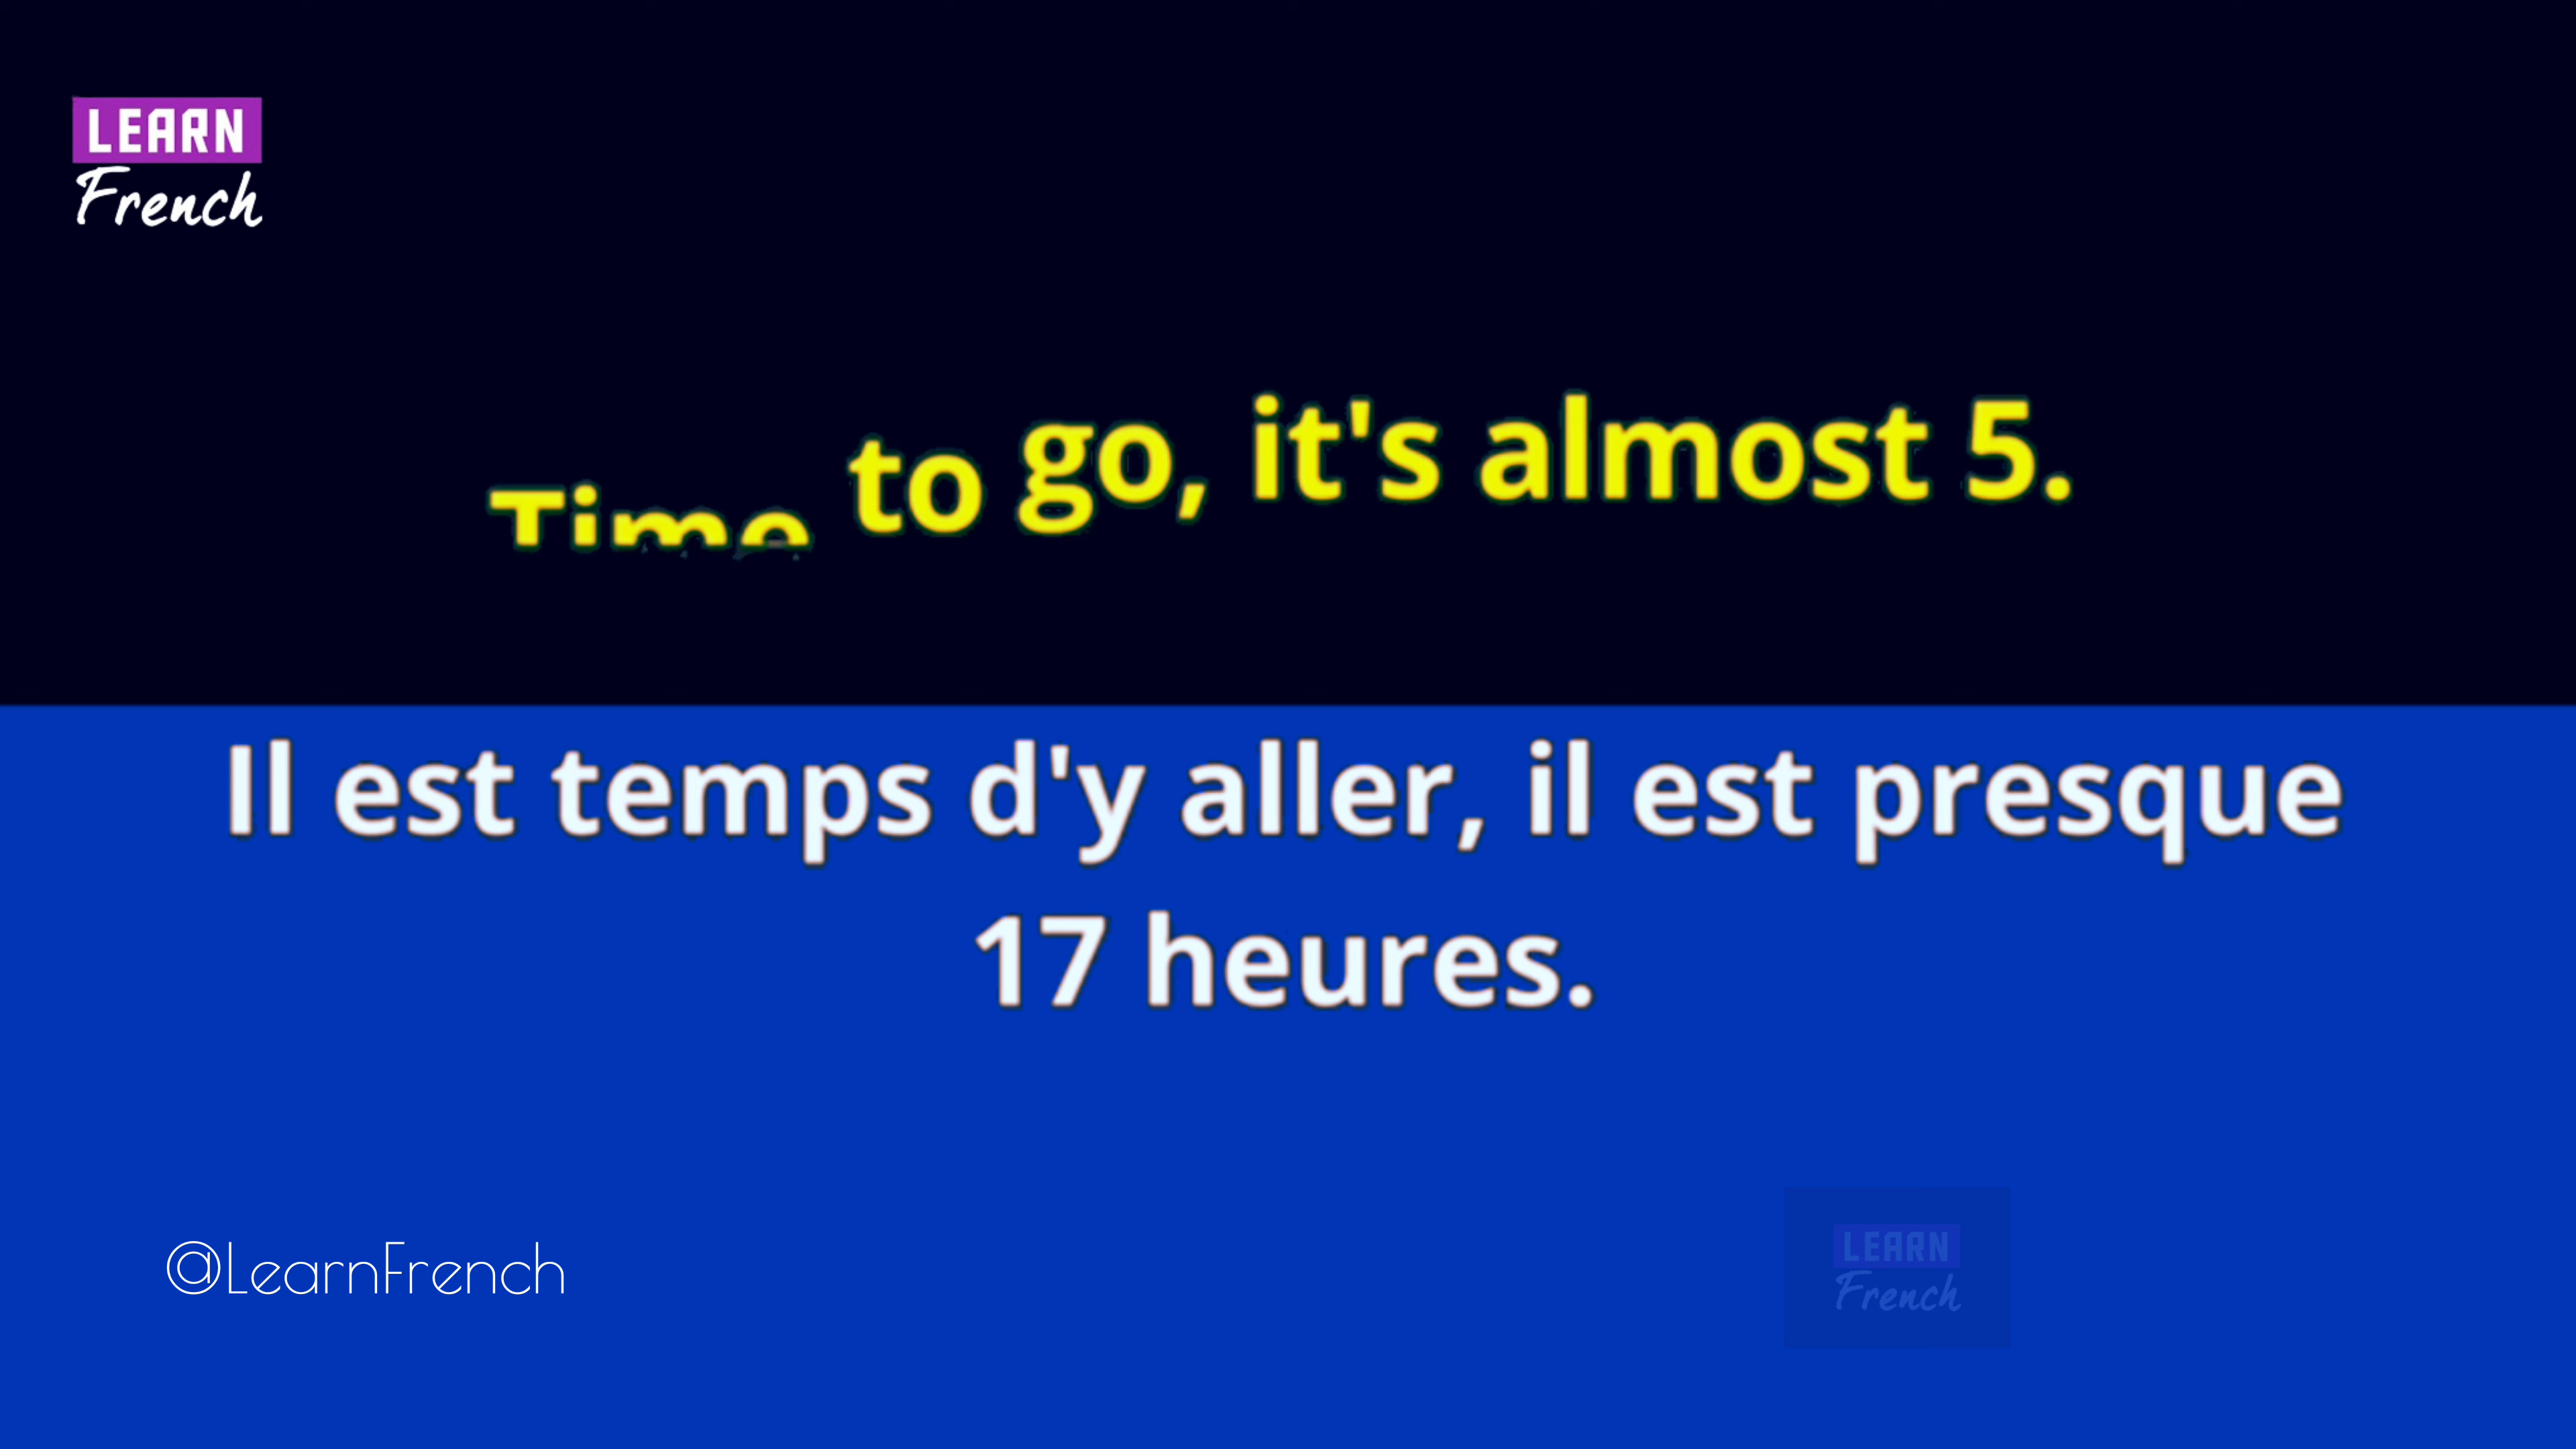 LEARN
French
Time to go, it's almost 5.
Il est temps d'y aller, il est presque
17 heures.
@LearnFrench
LEARN
French